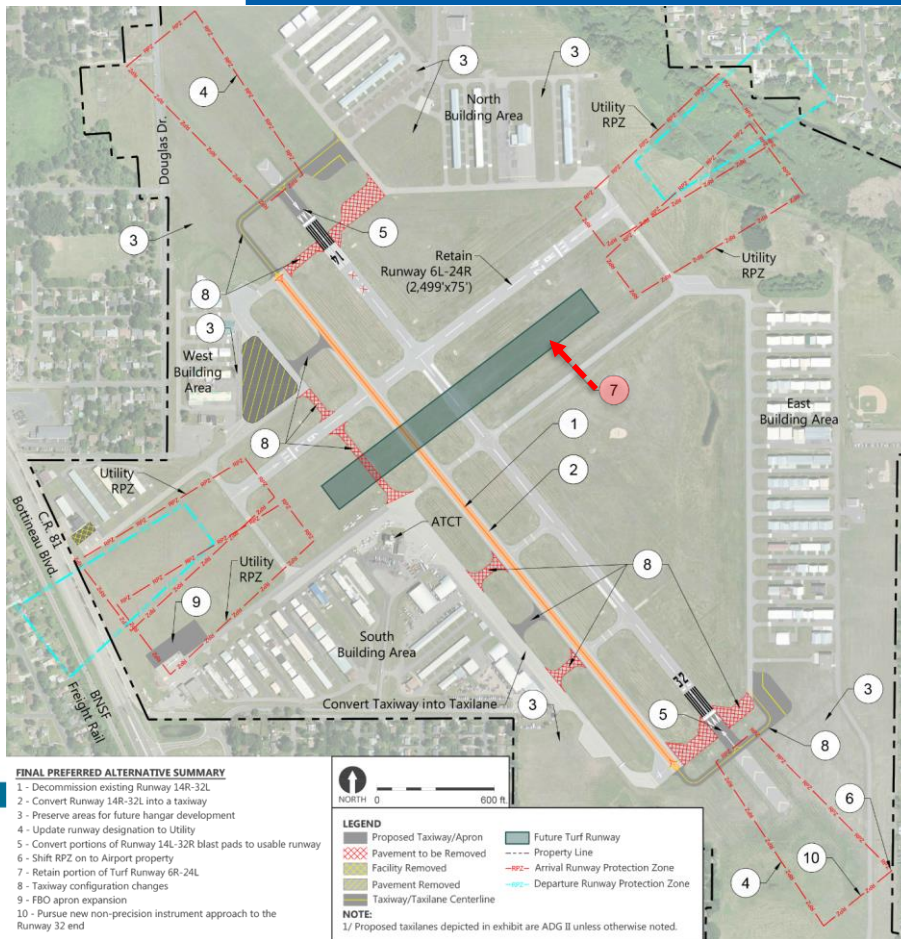 4
3
3
North
Building Area
Utility
RPZ
Douglas Dr.
5
3
14
Retain
Runway 6L-24R
(2,499'x75')
Utility
RPZ
8
3
West
Building
Area
7
East
Building Area
1
8
2
Utility
RPZ
C.R. 81
Bottineau Blvd.
ATCT
Utility
RPZ
8
9
South
Building Area
32
BNSF
Freight Rail
Convert Taxiway into Taxilane
3
5
3
8
6
10
4
FINAL PREFERRED ALTERNATIVE SUMMARY
1 - Decommission existing Runway 14R-32L
2 - Convert Runway 14R-32L into a taxiway
3 - Preserve areas for future hangar development
4 - Update runway designation to Utility
5 - Convert portions of Runway 14L-32R blast pads to usable runway
6 - Shift RPZ on to Airport property
7 - Retain portion of Turf Runway 6R-24L
8 - Taxiway configuration changes
9 - FBO apron expansion
10 - Pursue new non-precision instrument approach to the
Runway 32 end
NORTH
0 600 ft.
LEGEND
Proposed Taxiway/Apron
Pavement to be Removed
Facility Removed
Pavement Removed
Taxiway/Taxilane Centerline
Future Turf Runway
Property Line
-RPZ- Arrival Runway Protection Zone
-RPZ- Departure Runway Protection Zone
NOTE:
1/ Proposed taxilanes depicted in exhibit are ADG II unless otherwise noted.